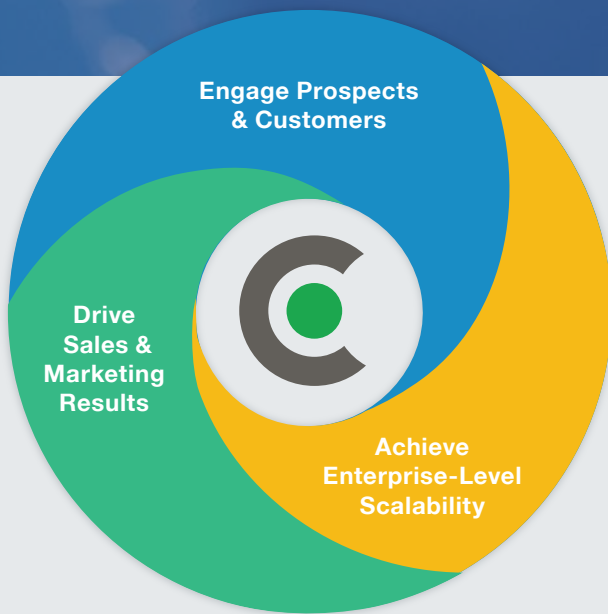 Engage Prospects
& Customers
Drive
Sales &
Marketing
Results
Achieve
Enterprise-Level
Scalability